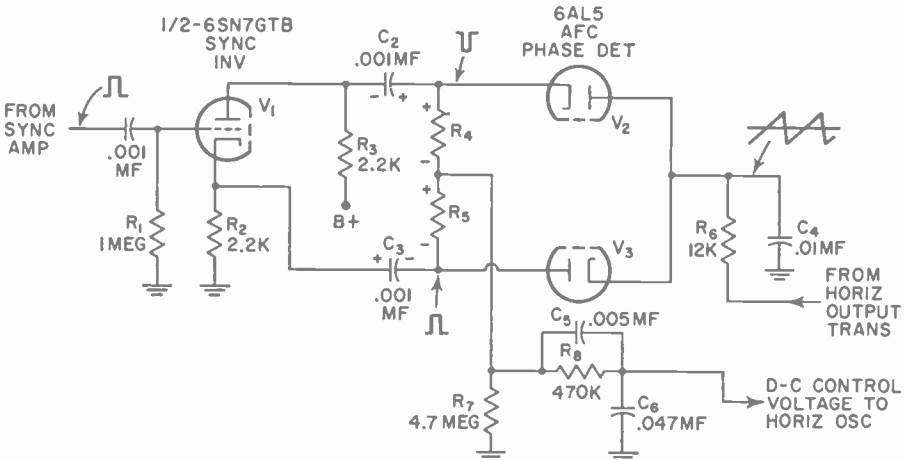 1/2-6SN7GTB
SYNC
INV
6AL5
AFC
PHASE DET
C2
.001MF
FROM
SYNC
AMP
V1
V2
.001
MF
R3
2.2K
R4
B+
R1
1MEG
R2
2.2K
R5
R6
12K
C4
.01MF
C3
.001
MF
V3
FROM
HORIZ
OUTPUT
TRANS
C5
.005MF
R8
470K
R7
4.7 MEG
C6
.047MF
D-C CONTROL
VOLTAGE TO
HORIZ OSC
- +
+
-
+
-
+ -